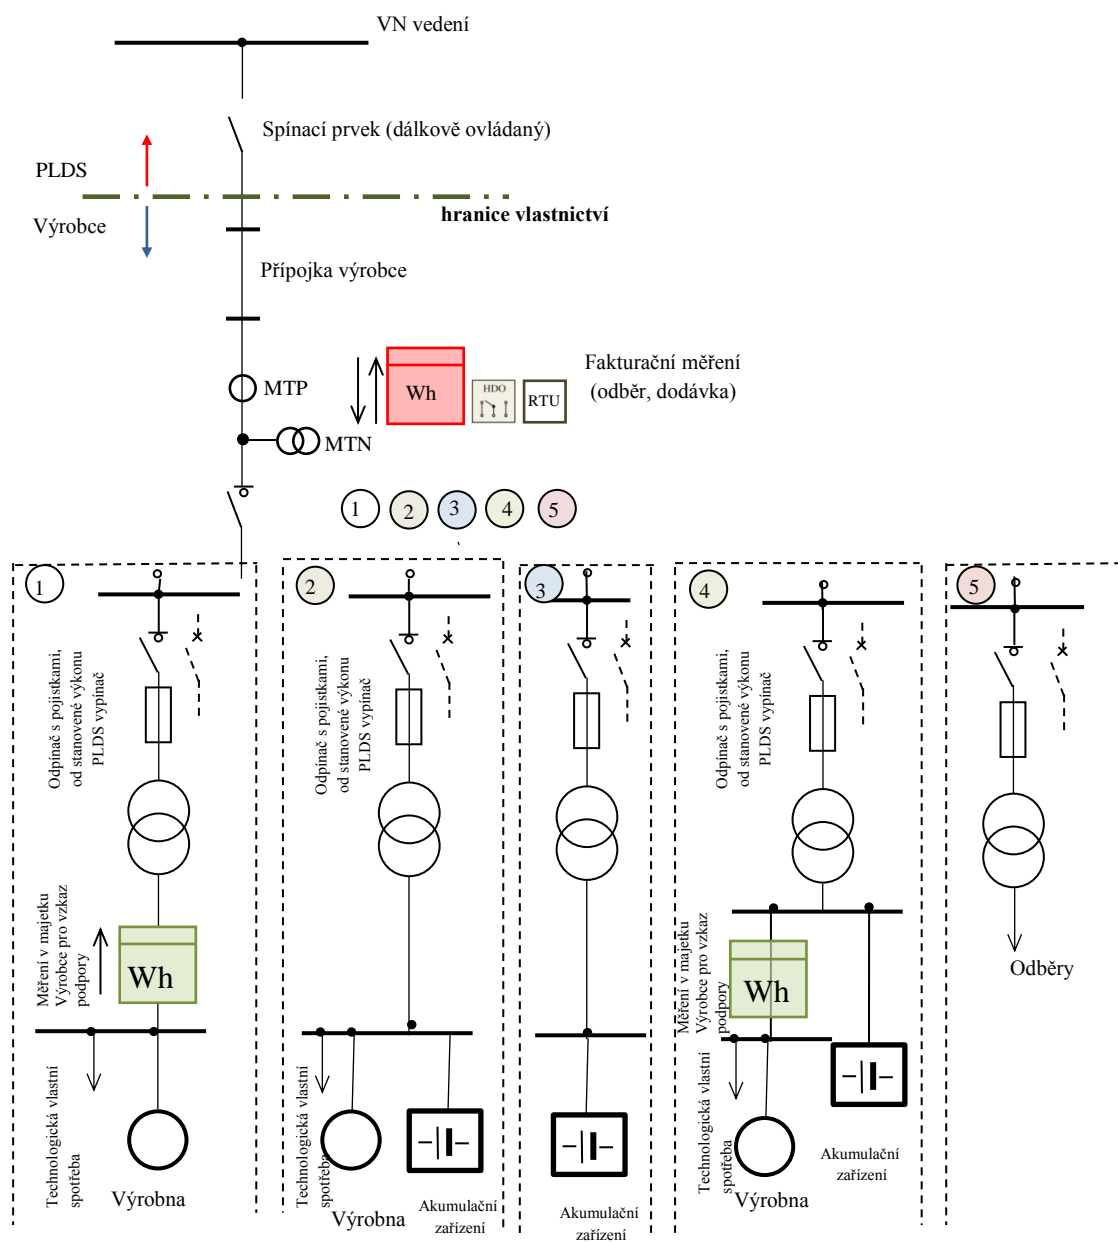 VN vedení
Spínací prvek (dálkově ovládaný)
PLDS
hranice vlastnictví
Výrobce
Přípojka výrobce
Fakturační měření
(odběr, dodávka)
MTP
Wh
HDO
RTU
MTN
1
2
3
4
5
1
Odpínač s pojistkami,
od stanovené výkonu
PLDS vypínač
Měření v majetku
Výrobce pro vzkaz
podpory
Wh
Technologická vlastní
spotřeba
Výrobna
2
Odpínač s pojistkami,
od stanovené výkonu
PLDS vypínač
Technologická vlastní
spotřeba
Výrobna
Akumulační
zařízení
3
Akumulační
zařízení
4
Odpínač s pojistkami,
od stanovené výkonu
PLDS vypínač
Měření v majetku
Výrobce pro vzkaz
podpory
Wh
Technologická vlastní
spotřeba
Výrobna
Akumulační
zařízení
5
Odběry